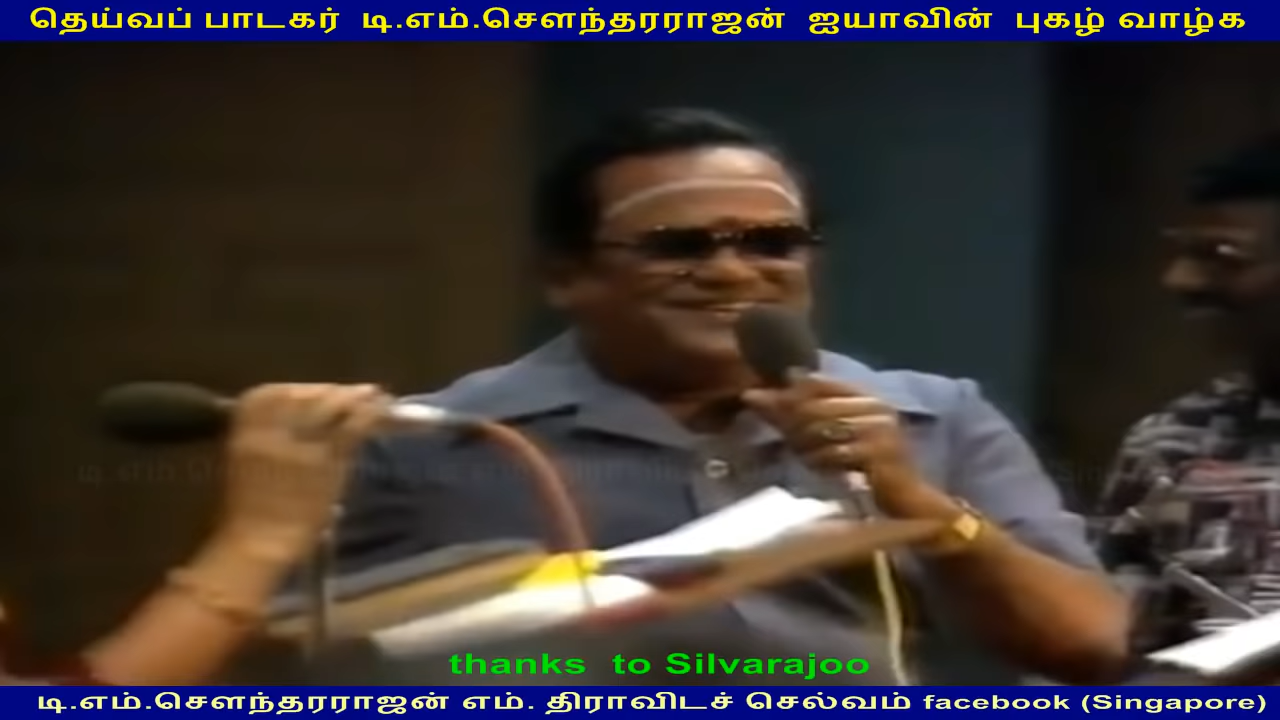 தெய்வப் பாடகர் டி.எம்.சௌந்தரராஜன் ஐயாவின் புகழ் வாழ்க
thanks to Silvarajoo
டி.எம்.சௌந்தரராஜன் எம். திராவிடச் செல்வம் facebook (Singapore)